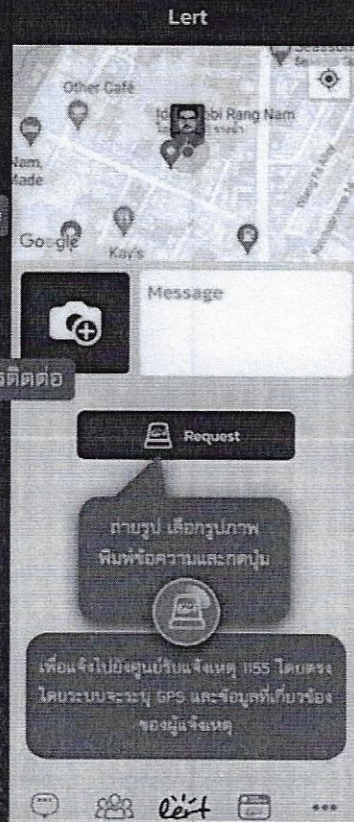 Lert
Other Café
Rang Nam
Nam,
Made
Google
Kay's
Message
รติดต่อ
Request
ถ่ายรูป เลือกรูปภาพ
พิมพ์ข้อความและกดปุ่ม
เพื่อแจ้งไปยังศูนย์รับแจ้งเหตุ 1155 โดยตรง
โดยระบบจะระบุ GPS และข้อมูลที่เกี่ยวข้อง
ของผู้แจ้งเหตุ
lert